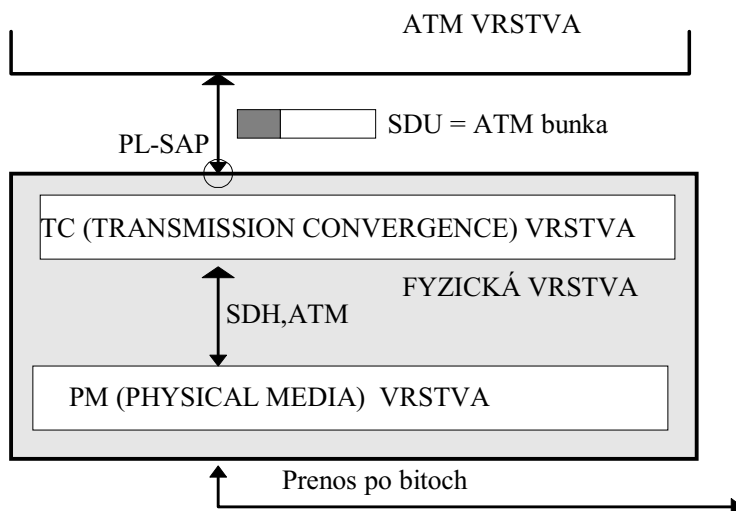 ATM VRSTVA
SDU = ATM bunka
PL-SAP
TC (TRANSMISSION CONVERGENCE) VRSTVA
FYZICKÁ VRSTVA
SDH,ATM
PM (PHYSICAL MEDIA) VRSTVA
Prenos po bitoch